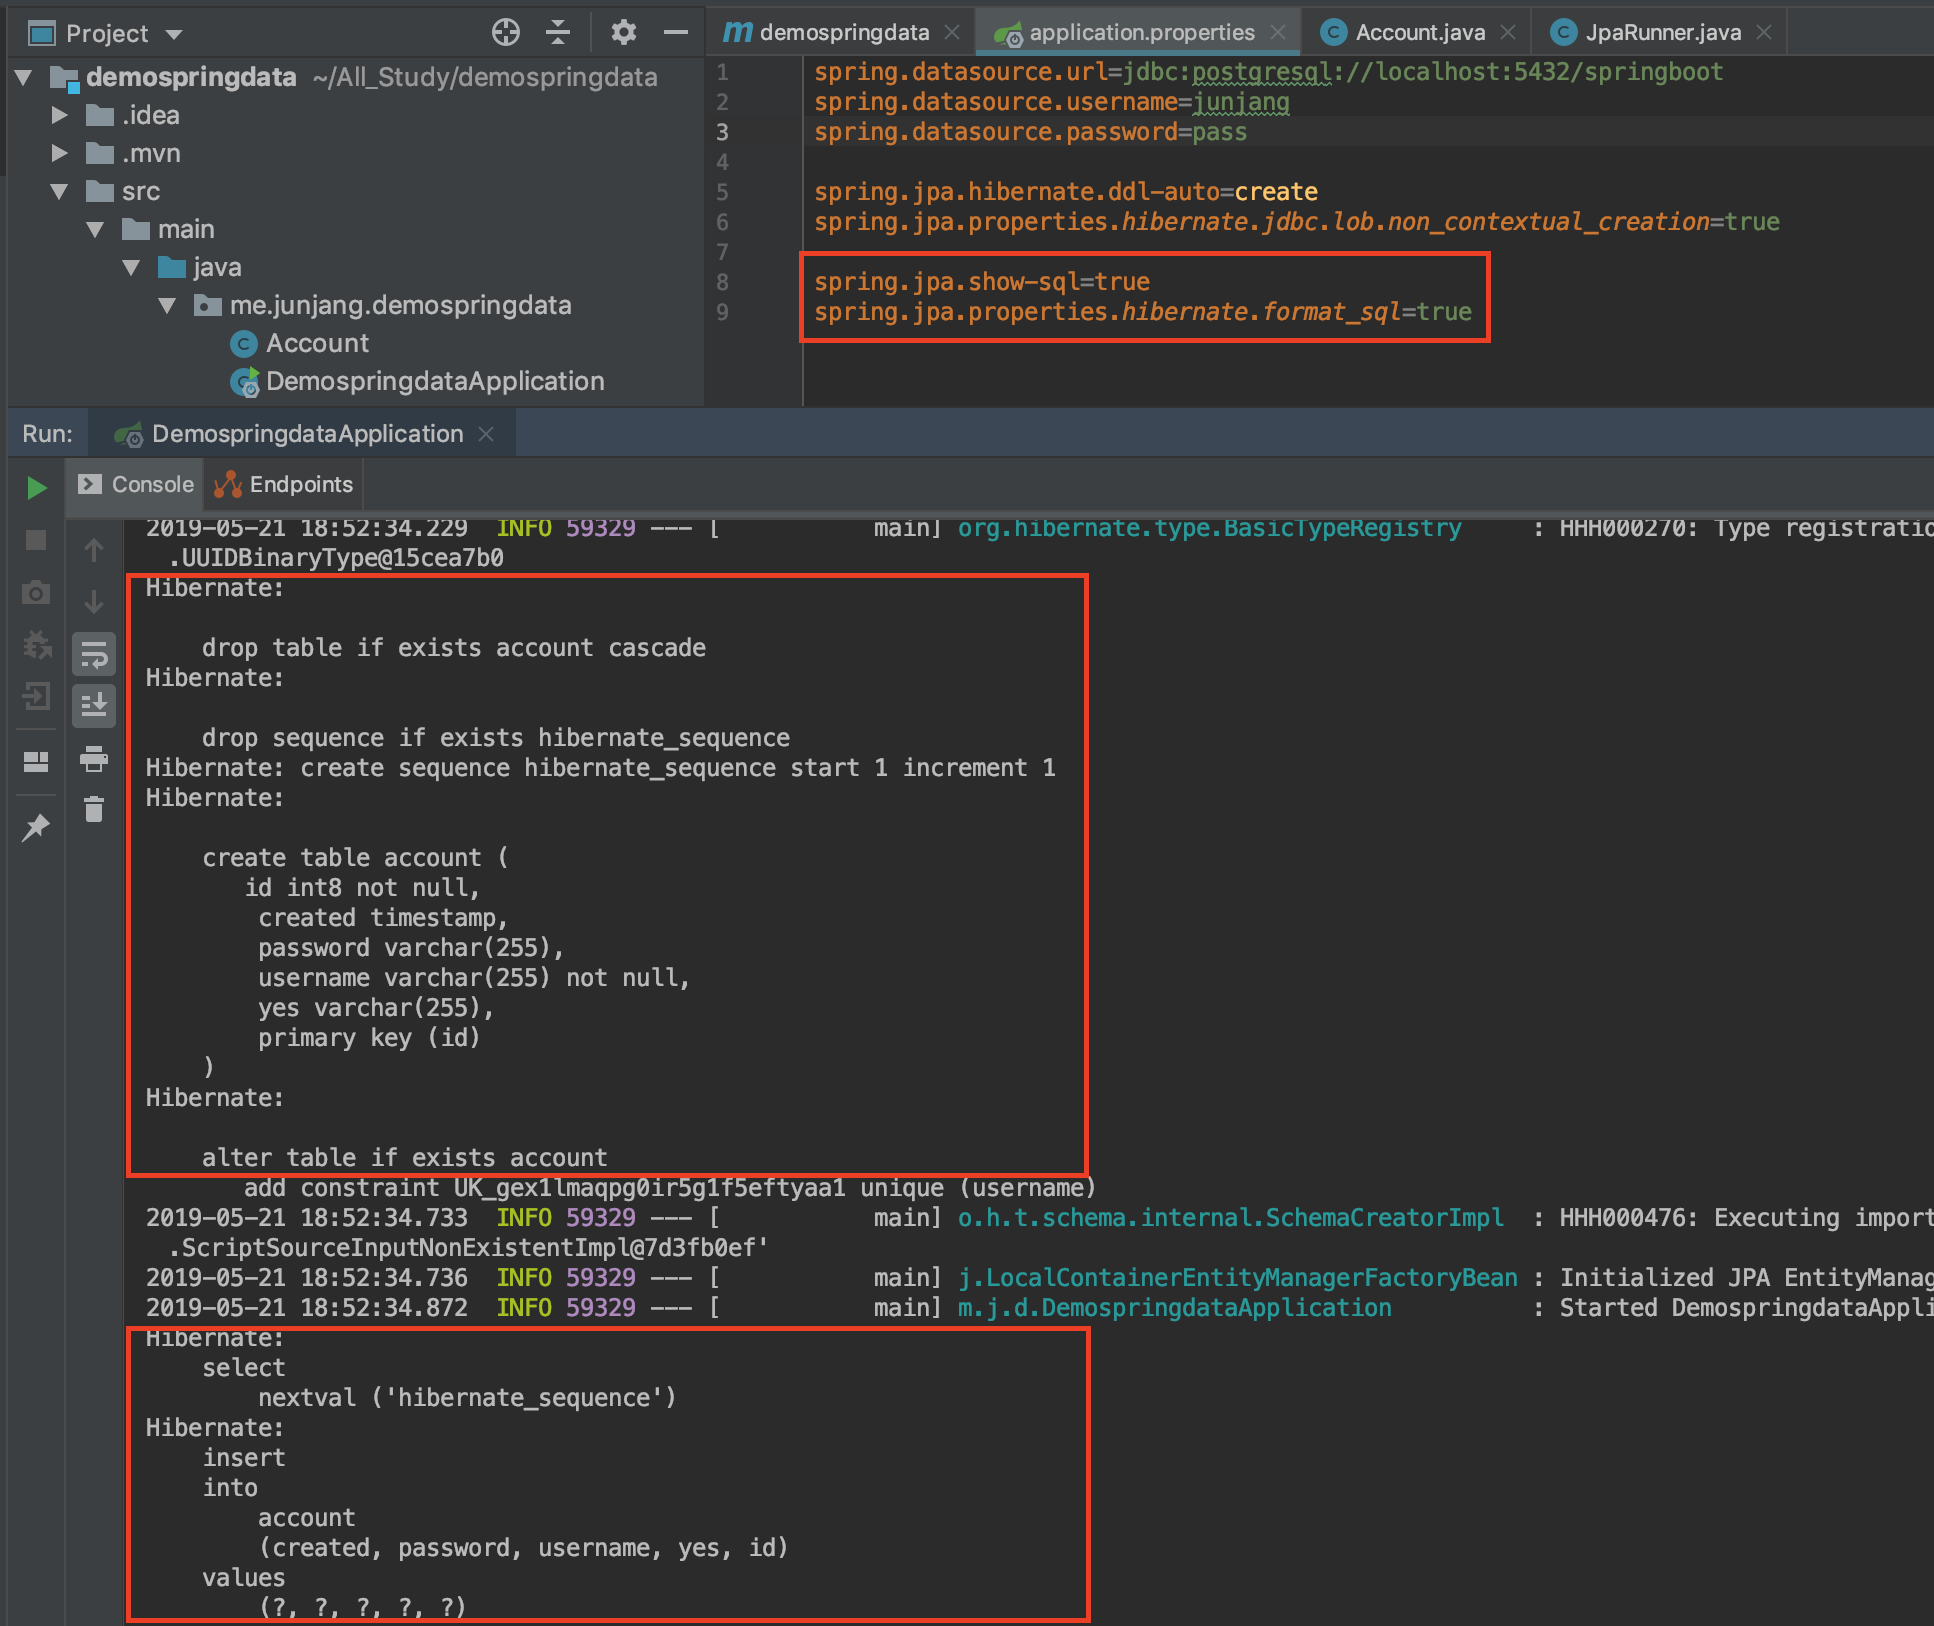 Project
demospringdata
application.properties
Account.java
JpaRunner.java
demospringdata ~/All_Study/demospringdata
.idea
.mvn
src
main
java
me.junjang.demospringdata
Account
DemospringdataApplication
1 spring.datasource.url=jdbc:postgresql://localhost:5432/springboot
2 spring.datasource.username=junjang
3 spring.datasource.password=pass
4
5 spring.jpa.hibernate.ddl-auto=create
6 spring.jpa.properties.hibernate.jdbc.lob.non_contextual_creation=true
7
8 spring.jpa.show-sql=true
9 spring.jpa.properties.hibernate.format_sql=true
Run: DemospringdataApplication
Console Endpoints
2019-05-21 18:52:34.229 INFO 59329 --- [ main] org.hibernate.type.BasicTypeRegistry : HHH000270: Type registratio
.UUIDBinaryType@15cea7b0
Hibernate:
drop table if exists account cascade
Hibernate:
drop sequence if exists hibernate_sequence
Hibernate: create sequence hibernate_sequence start 1 increment 1
Hibernate:
create table account (
id int8 not null,
created timestamp,
password varchar(255),
username varchar(255) not null,
yes varchar(255),
primary key (id)
)
Hibernate:
alter table if exists account
add constraint UK_gex1lmaqpg0ir5g1f5eftyaa1 unique (username)
2019-05-21 18:52:34.733 INFO 59329 --- [ main] o.h.t.schema.internal.SchemaCreatorImpl : HHH000476: Executing import
.ScriptSourceInputNonExistentImpl@7d3fb0ef'
2019-05-21 18:52:34.736 INFO 59329 --- [ main] j.LocalContainerEntityManagerFactoryBean : Initialized JPA EntityManag
2019-05-21 18:52:34.872 INFO 59329 --- [ main] m.j.d.DemospringdataApplication : Started DemospringdataAppli
Hibernate:
select
nextval ('hibernate_sequence')
Hibernate:
insert
into
account
(created, password, username, yes, id)
values
(?, ?, ?, ?, ?)